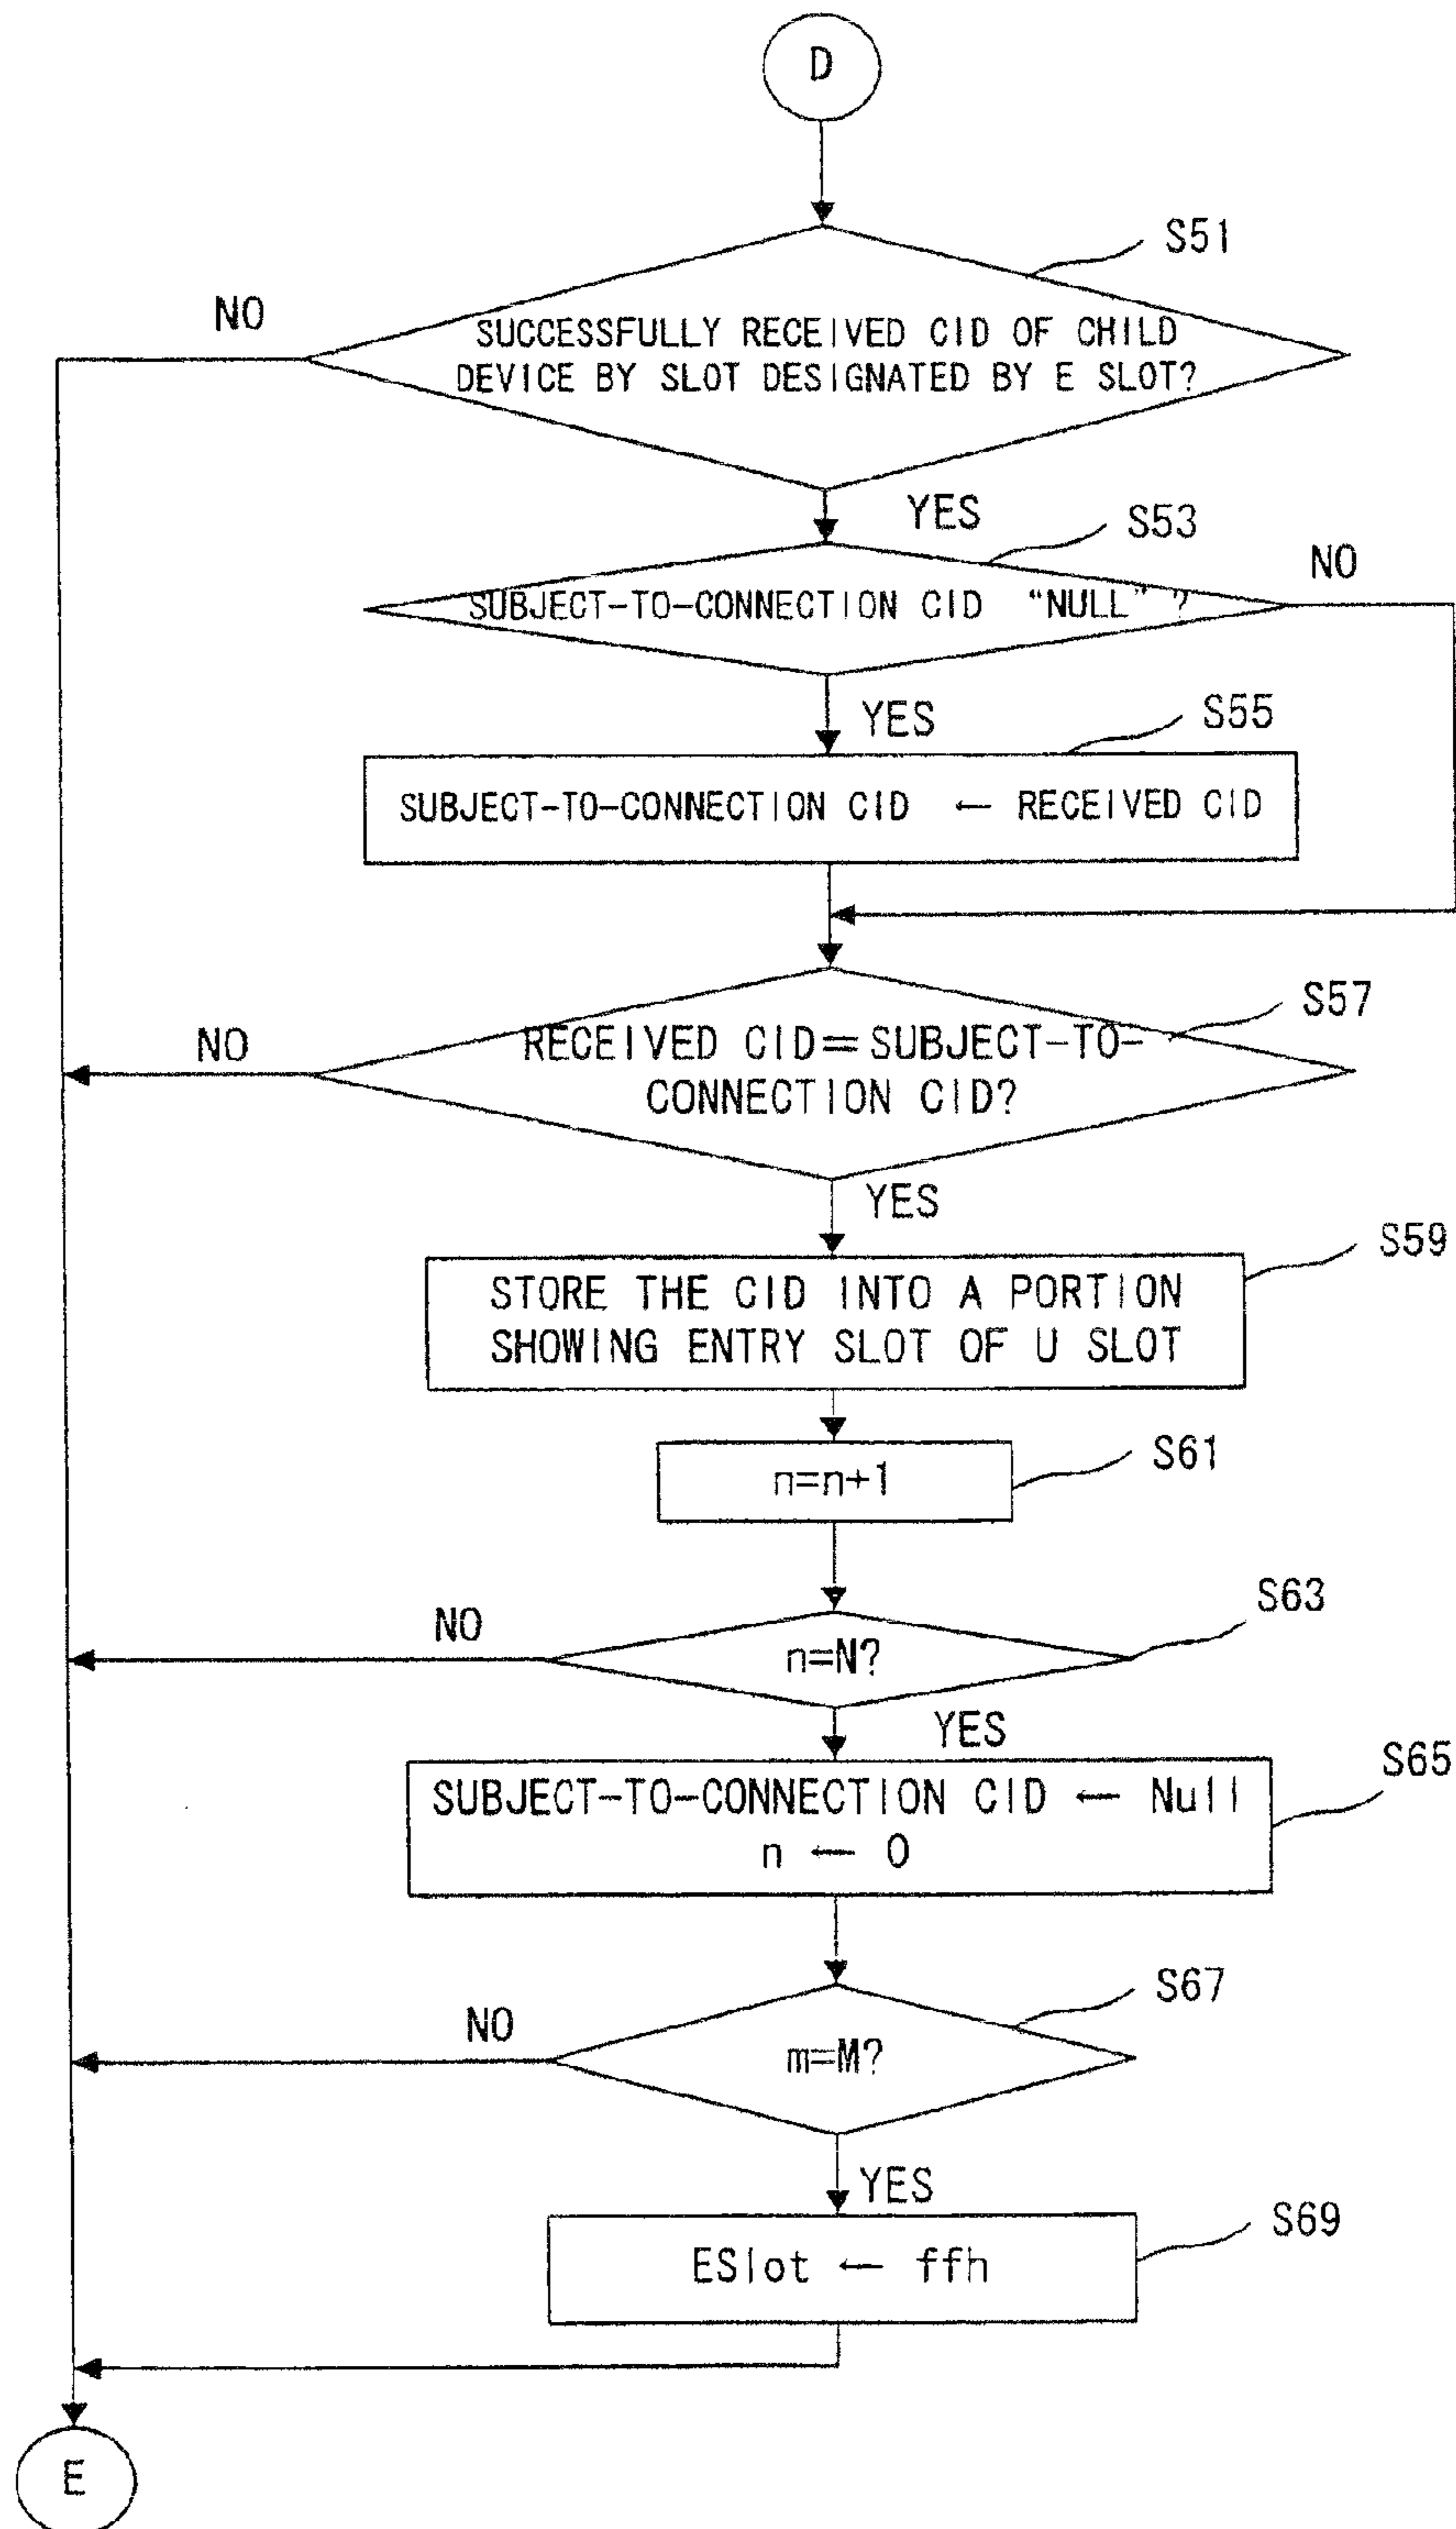 D
S51
NO
SUCCESSFULLY RECEIVED CID OF CHILD
DEVICE BY SLOT DESIGNATED BY E SLOT?
YES
S53
NO
SUBJECT-TO-CONNECTION CID "NULL" ?
YES
S55
SUBJECT-TO-CONNECTION CID ← RECEIVED CID
S57
NO
RECEIVED CID=SUBJECT-TO-
CONNECTION CID?
YES
S59
STORE THE CID INTO A PORTION
SHOWING ENTRY SLOT OF U SLOT
S61
n=n+1
S63
NO
n=N?
YES
S65
SUBJECT-TO-CONNECTION CID ← Null
n ← 0
S67
NO
m=M?
YES
S69
ESlot ← ffh
E